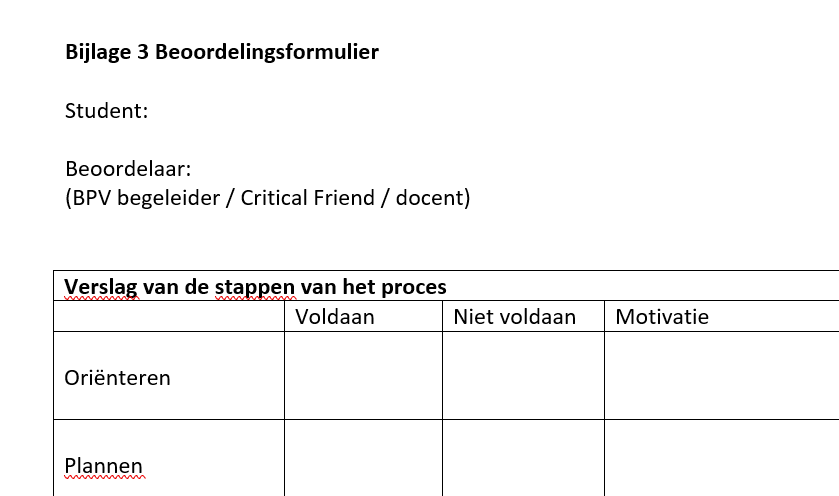 Bijlage 3 Beoordelingsformulier
Student:
Beoordelaar:
(BPV begeleider / Critical Friend / docent)
Verslag van de stappen van het proces
Voldaan Niet voldaan Motivatie
Oriënteren
Plannen